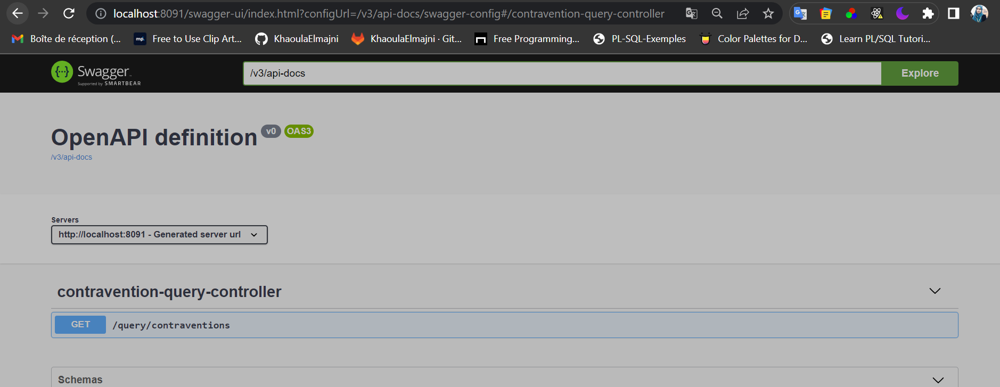 localhost:8091/swagger-ui/index.html?configUrl=/v3/api-docs/swagger-config#/contravention-query-controller
Boîte de réception (... Free to Use Clip Art... KhaoulaElmajni KhaoulaElmajni · Git... Free Programming... PL-SQL-Exemples Color Palettes for D... Learn PL/SQL Tutori...
Swagger
Supported by SMARTBEAR
/v3/api-docs
Explore
OpenAPI definition v0 OAS3
/v3/api-docs
Servers
http://localhost:8091 - Generated server url
contravention-query-controller
GET /query/contraventions
Schemas